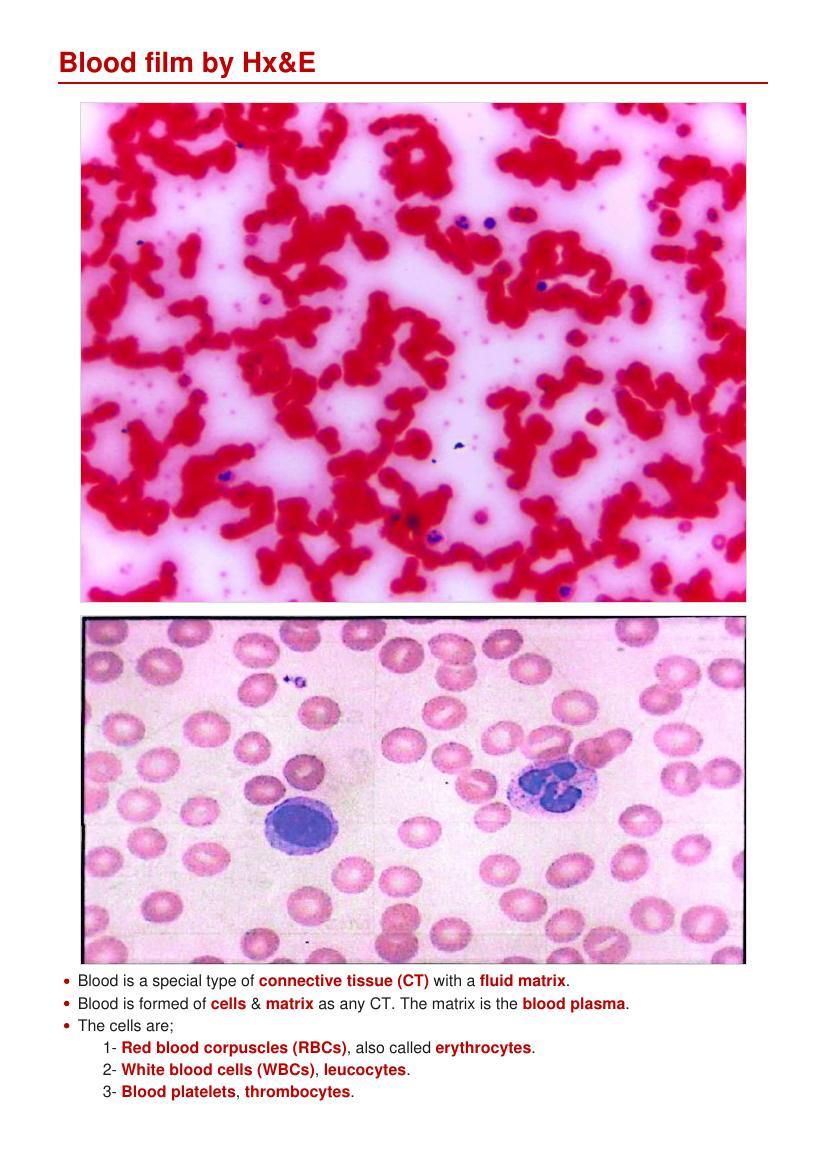 Blood film by Hx&E
• Blood is a special type of connective tissue (CT) with a fluid matrix.
• Blood is formed of cells & matrix as any CT. The matrix is the blood plasma.
• The cells are;
1- Red blood corpuscles (RBCs), also called erythrocytes.
2- White blood cells (WBCs), leucocytes.
3- Blood platelets, thrombocytes.